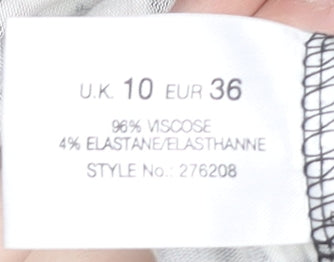 U.K. 10 EUR 36
96% VISCOSE
4% ELASTANE/ELASTHANNE
STYLE No.: 276208